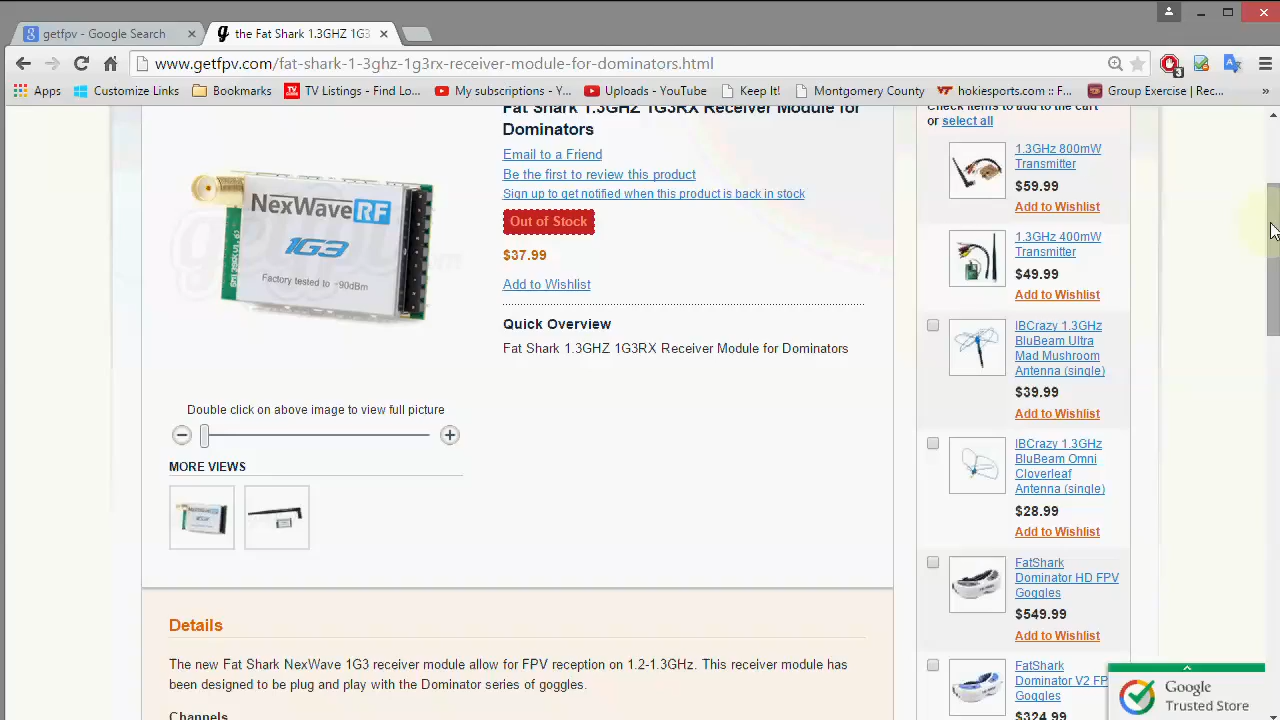 getfpv - Google Search
the Fat Shark 1.3GHZ 1G3
www.getfpv.com/fat-shark-1-3ghz-1g3rx-receiver-module-for-dominators.html
3
Apps
Customize Links
Bookmarks
TV Listings - Find Lo...
My subscriptions - Y...
Uploads - YouTube
Keep It!
Montgomery County
hokiesports.com :: F...
Group Exercise | Rec...
»
Fat Shark 1.3GHZ 1G3RX Receiver Module for
Dominators
Email to a Friend
Be the first to review this product
Sign up to get notified when this product is back in stock
Out of Stock
$37.99
Add to Wishlist
Quick Overview
Fat Shark 1.3GHZ 1G3RX Receiver Module for Dominators
NexWaveRF
1G3
Factory tested to -90dBm
Double click on above image to view full picture
MORE VIEWS
Details
The new Fat Shark NexWave 1G3 receiver module allow for FPV reception on 1.2-1.3GHz. This receiver module has
been designed to be plug and play with the Dominator series of goggles.
Channels
Check items to add to the cart
or select all
1.3GHz 800mW
Transmitter
$59.99
Add to Wishlist
1.3GHz 400mW
Transmitter
$49.99
Add to Wishlist
IBCrazy 1.3GHz
BluBeam Ultra
Mad Mushroom
Antenna (single)
$39.99
Add to Wishlist
IBCrazy 1.3GHz
BluBeam Omni
Cloverleaf
Antenna (single)
$28.99
Add to Wishlist
FatShark
Dominator HD FPV
Goggles
$549.99
Add to Wishlist
FatShark
Dominator V2 FP
Goggles
$324.99
Google
Trusted Store